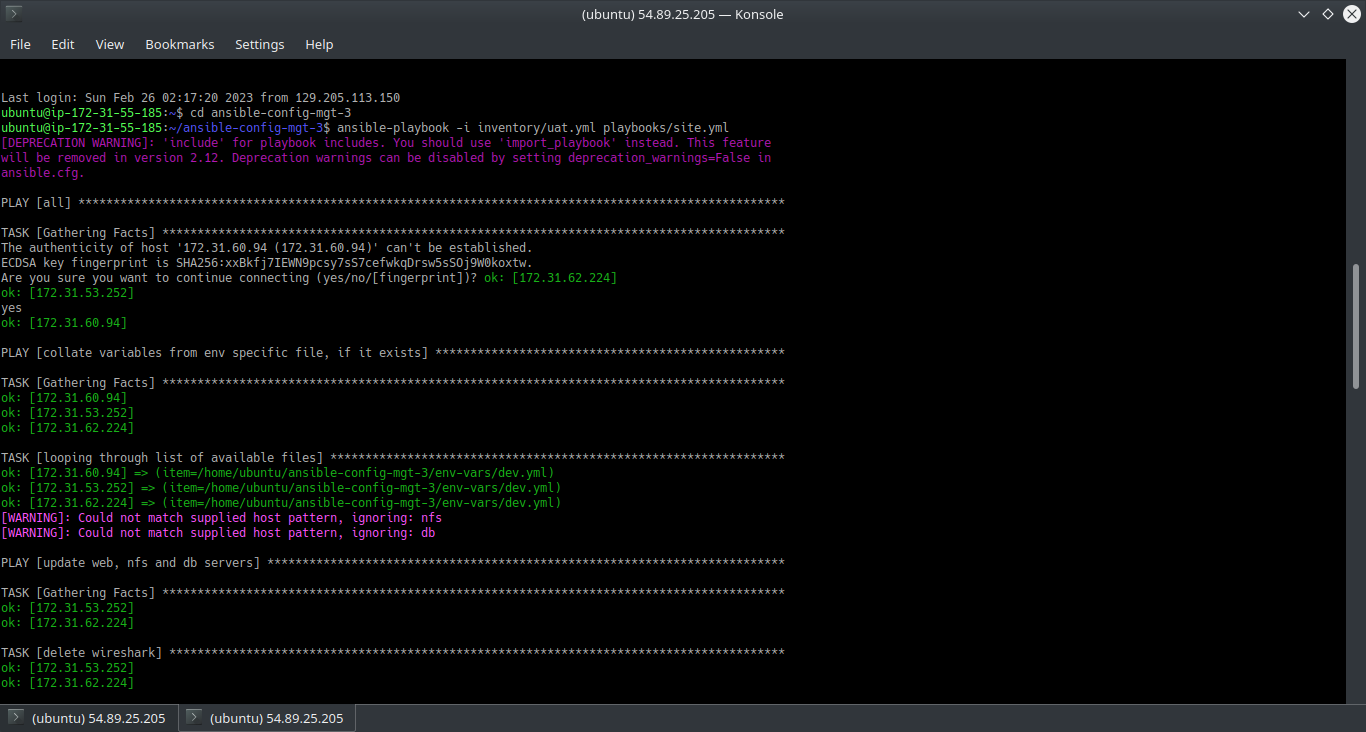 (ubuntu) 54.89.25.205 — Konsole
File Edit View Bookmarks Settings Help
Last login: Sun Feb 26 02:17:20 2023 from 129.205.113.150
ubuntu@ip-172-31-55-185:~$ cd ansible-config-mgt-3
ubuntu@ip-172-31-55-185:~/ansible-config-mgt-3$ ansible-playbook -i inventory/uat.yml playbooks/site.yml
[DEPRECATION WARNING]: 'include' for playbook includes. You should use 'import_playbook' instead. This feature
will be removed in version 2.12. Deprecation warnings can be disabled by setting deprecation_warnings=False in
ansible.cfg.
PLAY [all] *****************************************************************************************************
TASK [Gathering Facts] *****************************************************************************************
The authenticity of host '172.31.60.94 (172.31.60.94)' can't be established.
ECDSA key fingerprint is SHA256:xxBkfj7IEWN9pcsy7sS7cefwkqDrsw5sSOj9W0koxtw.
Are you sure you want to continue connecting (yes/no/[fingerprint])? ok: [172.31.62.224]
ok: [172.31.53.252]
yes
ok: [172.31.60.94]
PLAY [collate variables from env specific file, if it exists] **************************************************
TASK [Gathering Facts] *****************************************************************************************
ok: [172.31.60.94]
ok: [172.31.53.252]
ok: [172.31.62.224]
TASK [looping through list of available files] *****************************************************************
ok: [172.31.60.94] => (item=/home/ubuntu/ansible-config-mgt-3/env-vars/dev.yml)
ok: [172.31.53.252] => (item=/home/ubuntu/ansible-config-mgt-3/env-vars/dev.yml)
ok: [172.31.62.224] => (item=/home/ubuntu/ansible-config-mgt-3/env-vars/dev.yml)
[WARNING]: Could not match supplied host pattern, ignoring: nfs
[WARNING]: Could not match supplied host pattern, ignoring: db
PLAY [update web, nfs and db servers] **************************************************************************
TASK [Gathering Facts] *****************************************************************************************
ok: [172.31.53.252]
ok: [172.31.62.224]
TASK [delete wireshark] ****************************************************************************************
ok: [172.31.53.252]
ok: [172.31.62.224]
(ubuntu) 54.89.25.205 (ubuntu) 54.89.25.205